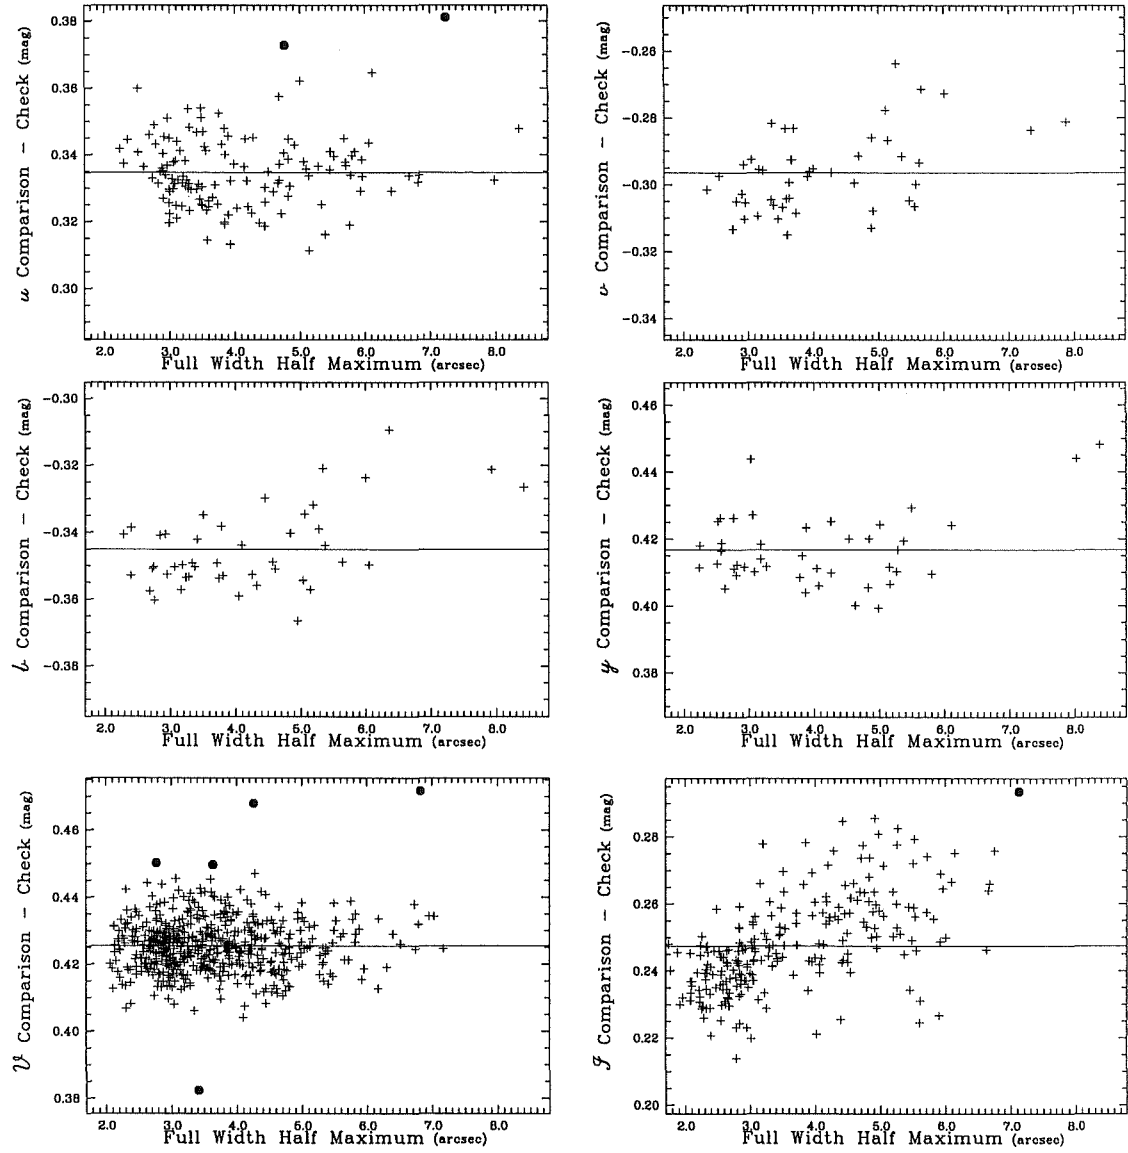 0.38
0.36
0.34
0.32
0.30
u Comparison – Check (mag)
2.0 3.0 4.0 5.0 6.0 7.0 8.0
Full Width Half Maximum (arcsec)
−0.26
−0.28
−0.30
−0.32
−0.34
v Comparison – Check (mag)
2.0 3.0 4.0 5.0 6.0 7.0 8.0
Full Width Half Maximum (arcsec)
−0.30
−0.32
−0.34
−0.36
−0.38
b Comparison – Check (mag)
2.0 3.0 4.0 5.0 6.0 7.0 8.0
Full Width Half Maximum (arcsec)
0.46
0.44
0.42
0.40
0.38
y Comparison – Check (mag)
2.0 3.0 4.0 5.0 6.0 7.0 8.0
Full Width Half Maximum (arcsec)
0.46
0.44
0.42
0.40
0.38
V Comparison – Check (mag)
2.0 3.0 4.0 5.0 6.0 7.0 8.0
Full Width Half Maximum (arcsec)
0.28
0.26
0.24
0.22
0.20
I Comparison – Check (mag)
2.0 3.0 4.0 5.0 6.0 7.0 8.0
Full Width Half Maximum (arcsec)